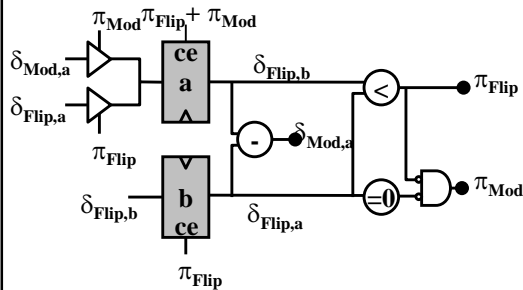 π_Mod π_Flip + π_Mod
δ_Mod,a
ce
a
δ_Flip,b
<
π_Flip
δ_Flip,a
π_Flip
-
δ_Mod,a
δ_Flip,b
b
ce
δ_Flip,a
=0
π_Mod
π_Flip